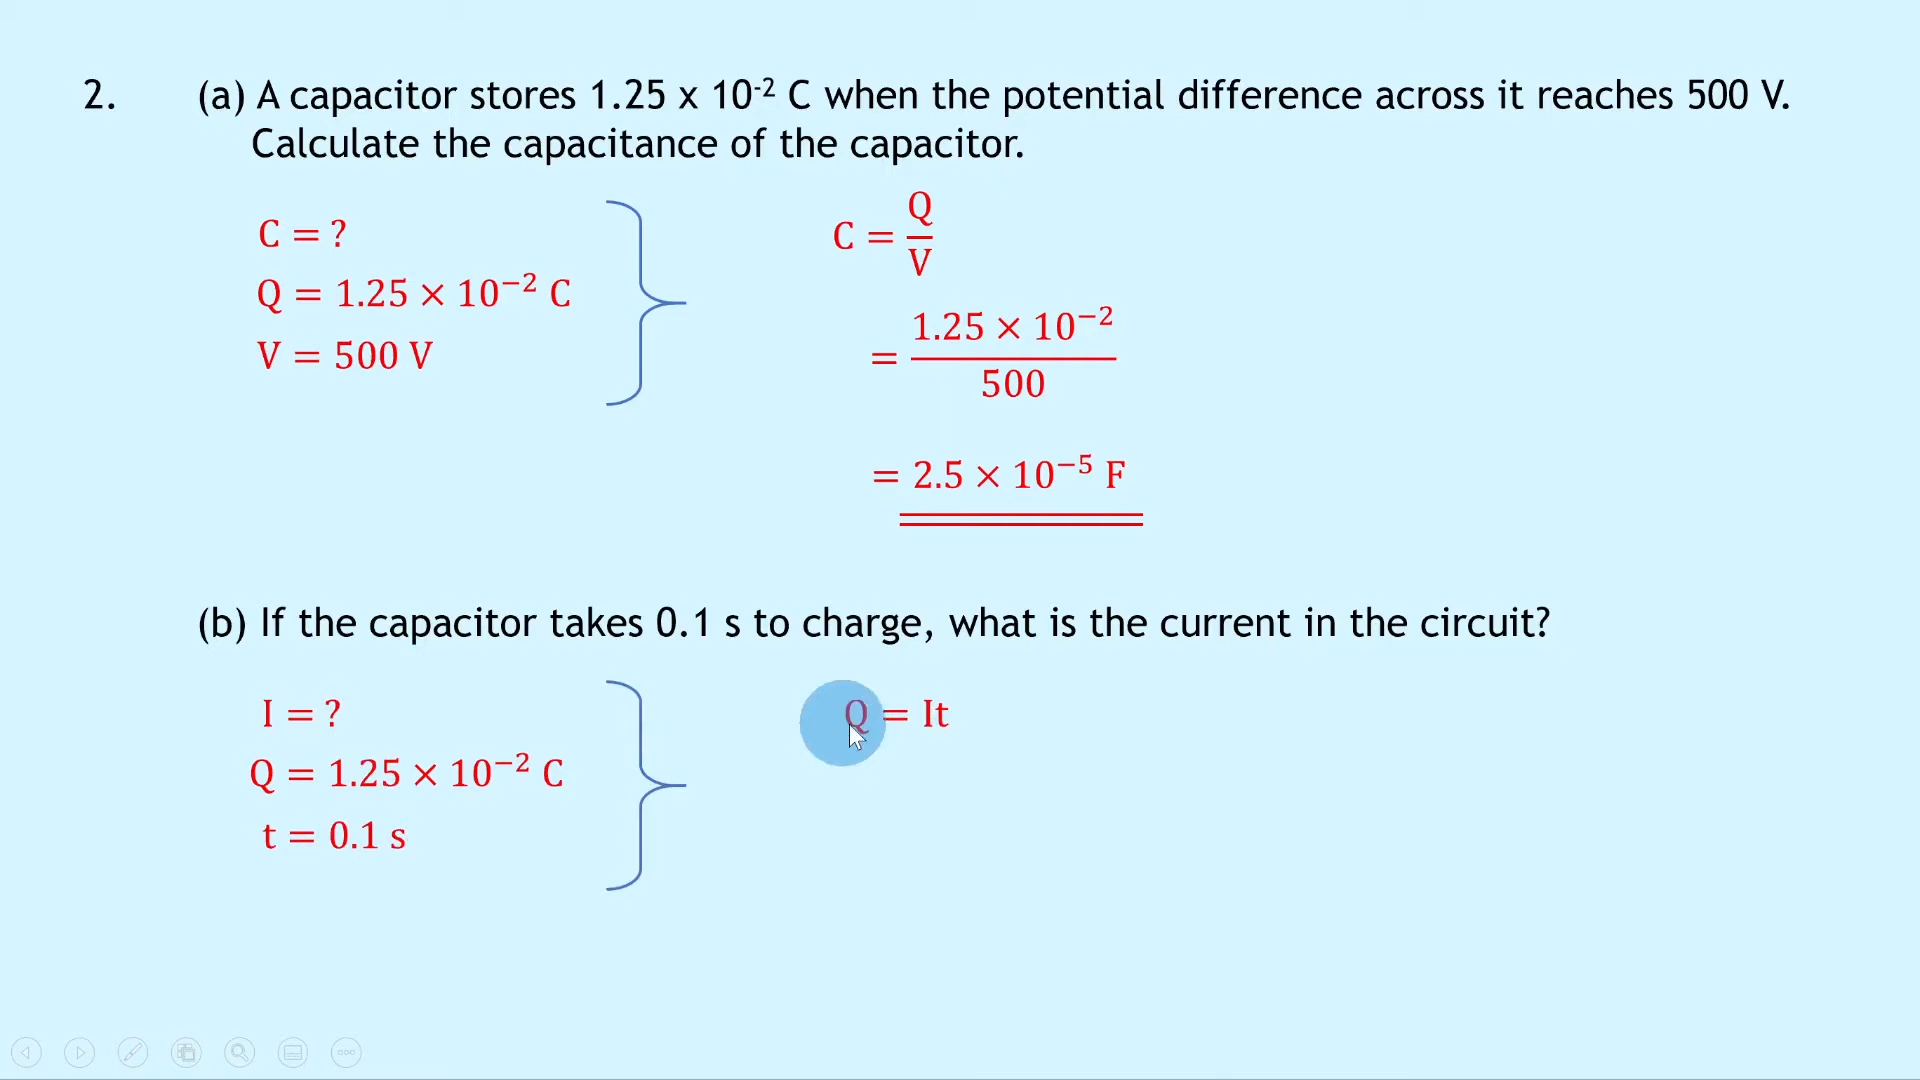 2. (a) A capacitor stores 1.25 x 10⁻² C when the potential difference across it reaches 500 V.
Calculate the capacitance of the capacitor.
C = ?
Q = 1.25 × 10⁻² C
V = 500 V
C = Q/V
= 1.25 × 10⁻²/500
= 2.5 × 10⁻⁵ F
(b) If the capacitor takes 0.1 s to charge, what is the current in the circuit?
I = ?
Q = 1.25 × 10⁻² C
t = 0.1 s
Q = It